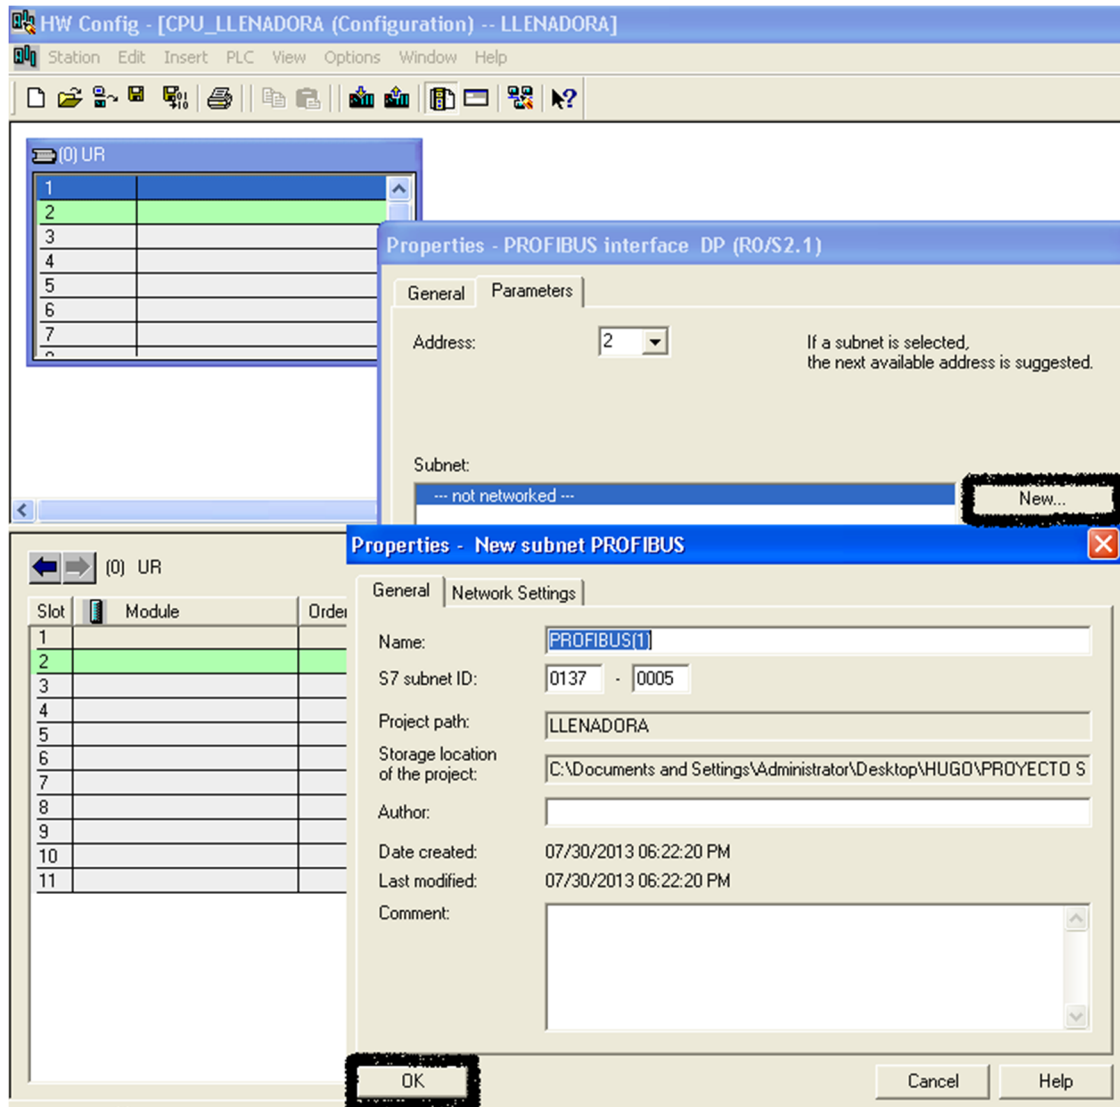 HW Config - [CPU_LLENADORA (Configuration) -- LLENADORA]
Station Edit Insert PLC View Options Window Help
(0) UR
1
2
3
4
5
6
7
Properties - PROFIBUS interface DP (R0/S2.1)
General Parameters
Address: 2
If a subnet is selected,
the next available address is suggested.
Subnet:
--- not networked ---
New...
(0) UR
Slot Module Order
1
2
3
4
5
6
7
8
9
10
11
Properties - New subnet PROFIBUS
General Network Settings
Name: PROFIBUS(1)
S7 subnet ID: 0137 - 0005
Project path: LLENADORA
Storage location
of the project: C:\Documents and Settings\Administrator\Desktop\HUGO\PROYECTO S
Author:
Date created: 07/30/2013 06:22:20 PM
Last modified: 07/30/2013 06:22:20 PM
Comment:
OK Cancel Help